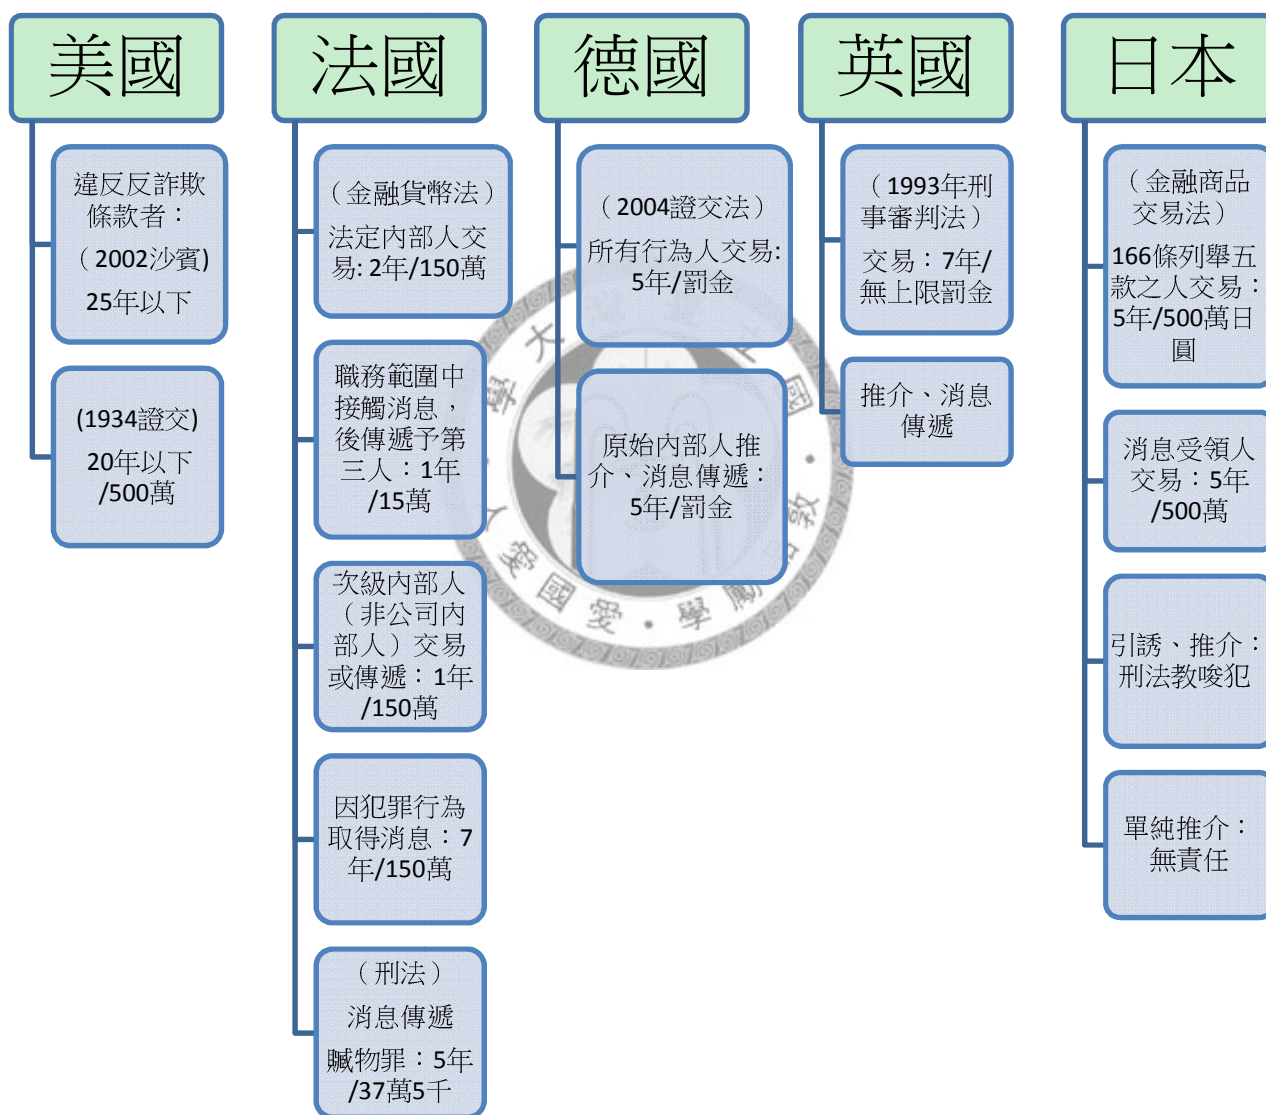 美國
違反反詐欺
條款者：
（2002沙賓)
25年以下
(1934證交)
20年以下
/500萬
法國
（金融貨幣法）
法定內部人交
易: 2年/150萬
職務範圍中
接觸消息，
後傳遞予第
三人：1年
/15萬
次級內部人
（非公司內
部人）交易
或傳遞：1年
/150萬
因犯罪行為
取得消息：7
年/150萬
（刑法）
消息傳遞
贓物罪：5年
/37萬5千
德國
（2004證交法）
所有行為人交易:
5年/罰金
原始內部人推
介、消息傳遞：
5年/罰金
英國
（1993年刑
事審判法）
交易：7年/
無上限罰金
推介、消息
傳遞
日本
（金融商品
交易法）
166條列舉五
款之人交易：
5年/500萬日
圓
消息受領人
交易：5年
/500萬
引誘、推介：
刑法教唆犯
單純推介：
無責任